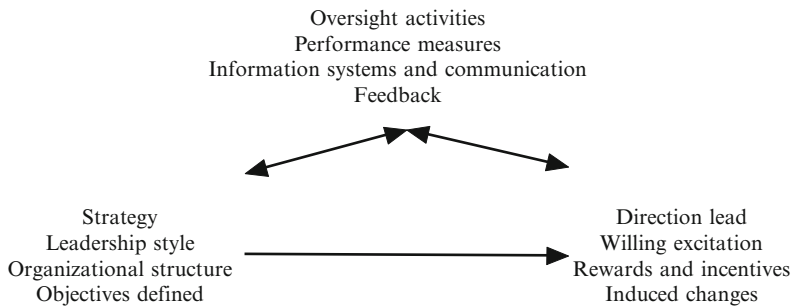 Oversight activities
Performance measures
Information systems and communication
Feedback
Strategy
Leadership style
Organizational structure
Objectives defined
Direction lead
Willing excitation
Rewards and incentives
Induced changes